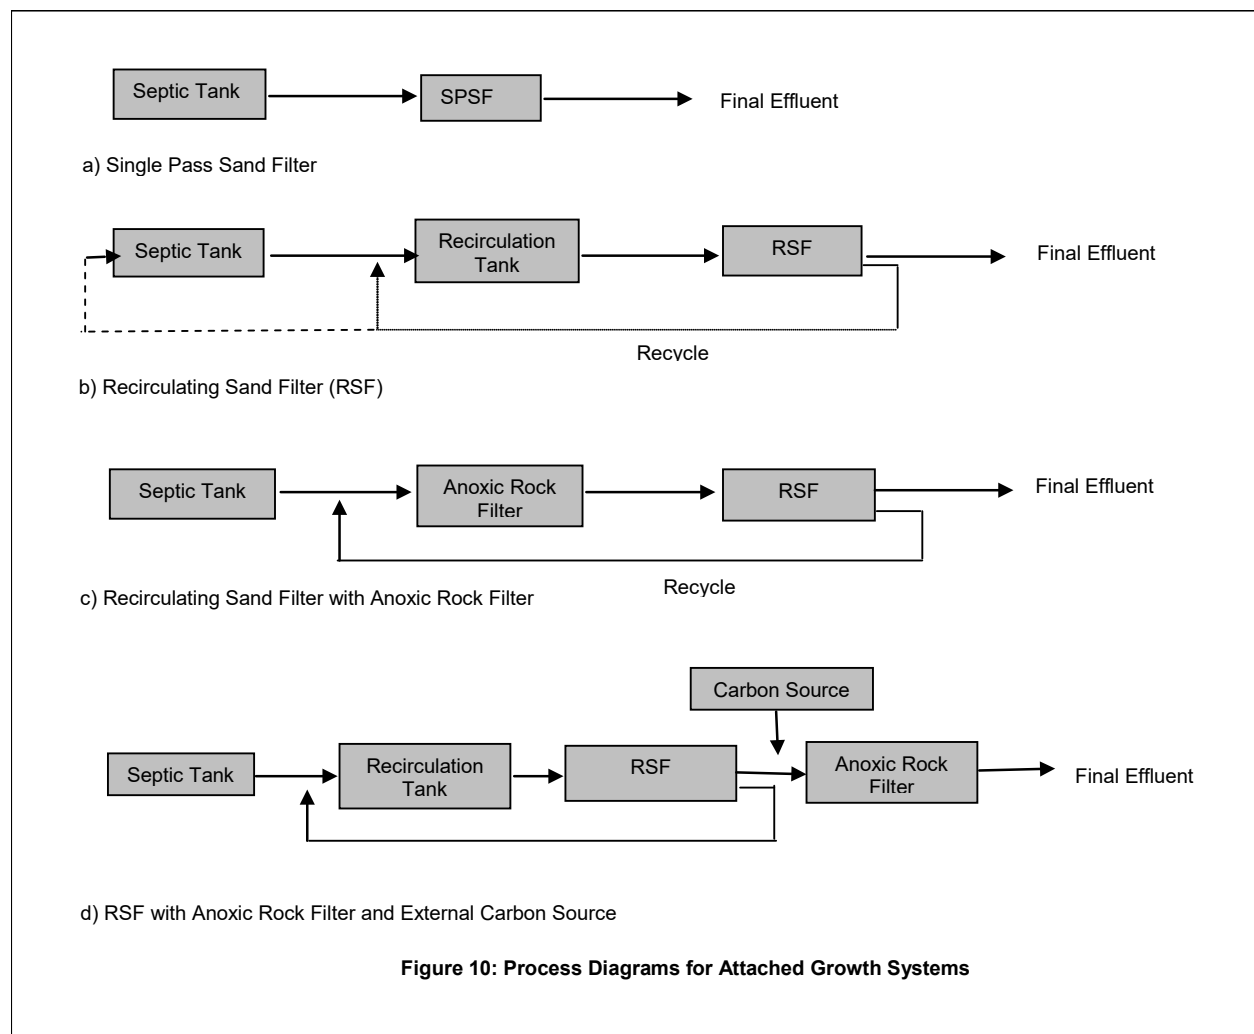 Septic Tank
SPSF
Final Effluent
a) Single Pass Sand Filter
Septic Tank
Recirculation
Tank
RSF
Final Effluent
Recycle
b) Recirculating Sand Filter (RSF)
Septic Tank
Anoxic Rock
Filter
RSF
Final Effluent
Recycle
c) Recirculating Sand Filter with Anoxic Rock Filter
Carbon Source
Septic Tank
Recirculation
Tank
RSF
Anoxic Rock
Filter
Final Effluent
d) RSF with Anoxic Rock Filter and External Carbon Source
Figure 10: Process Diagrams for Attached Growth Systems